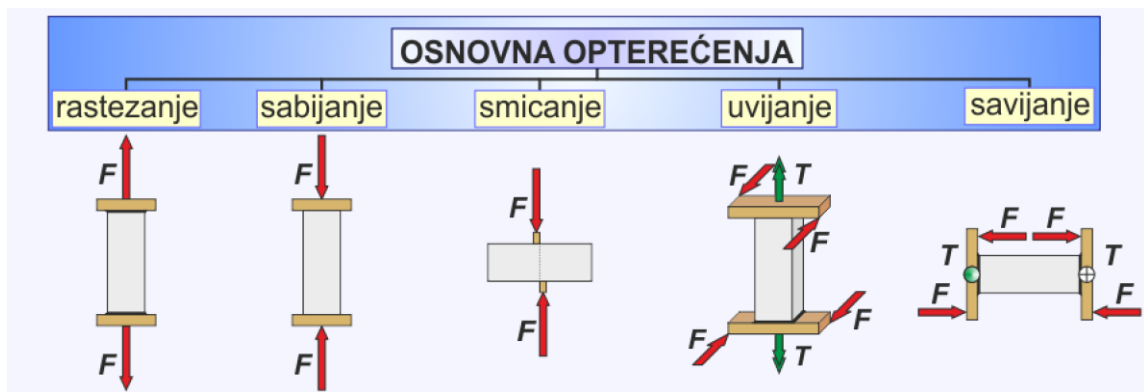 OSNOVNA OPTEREĆENJA
rastezanje sabijanje smicanje uvijanje savijanje
F F F F T F F F
T T
F F
F F F F T